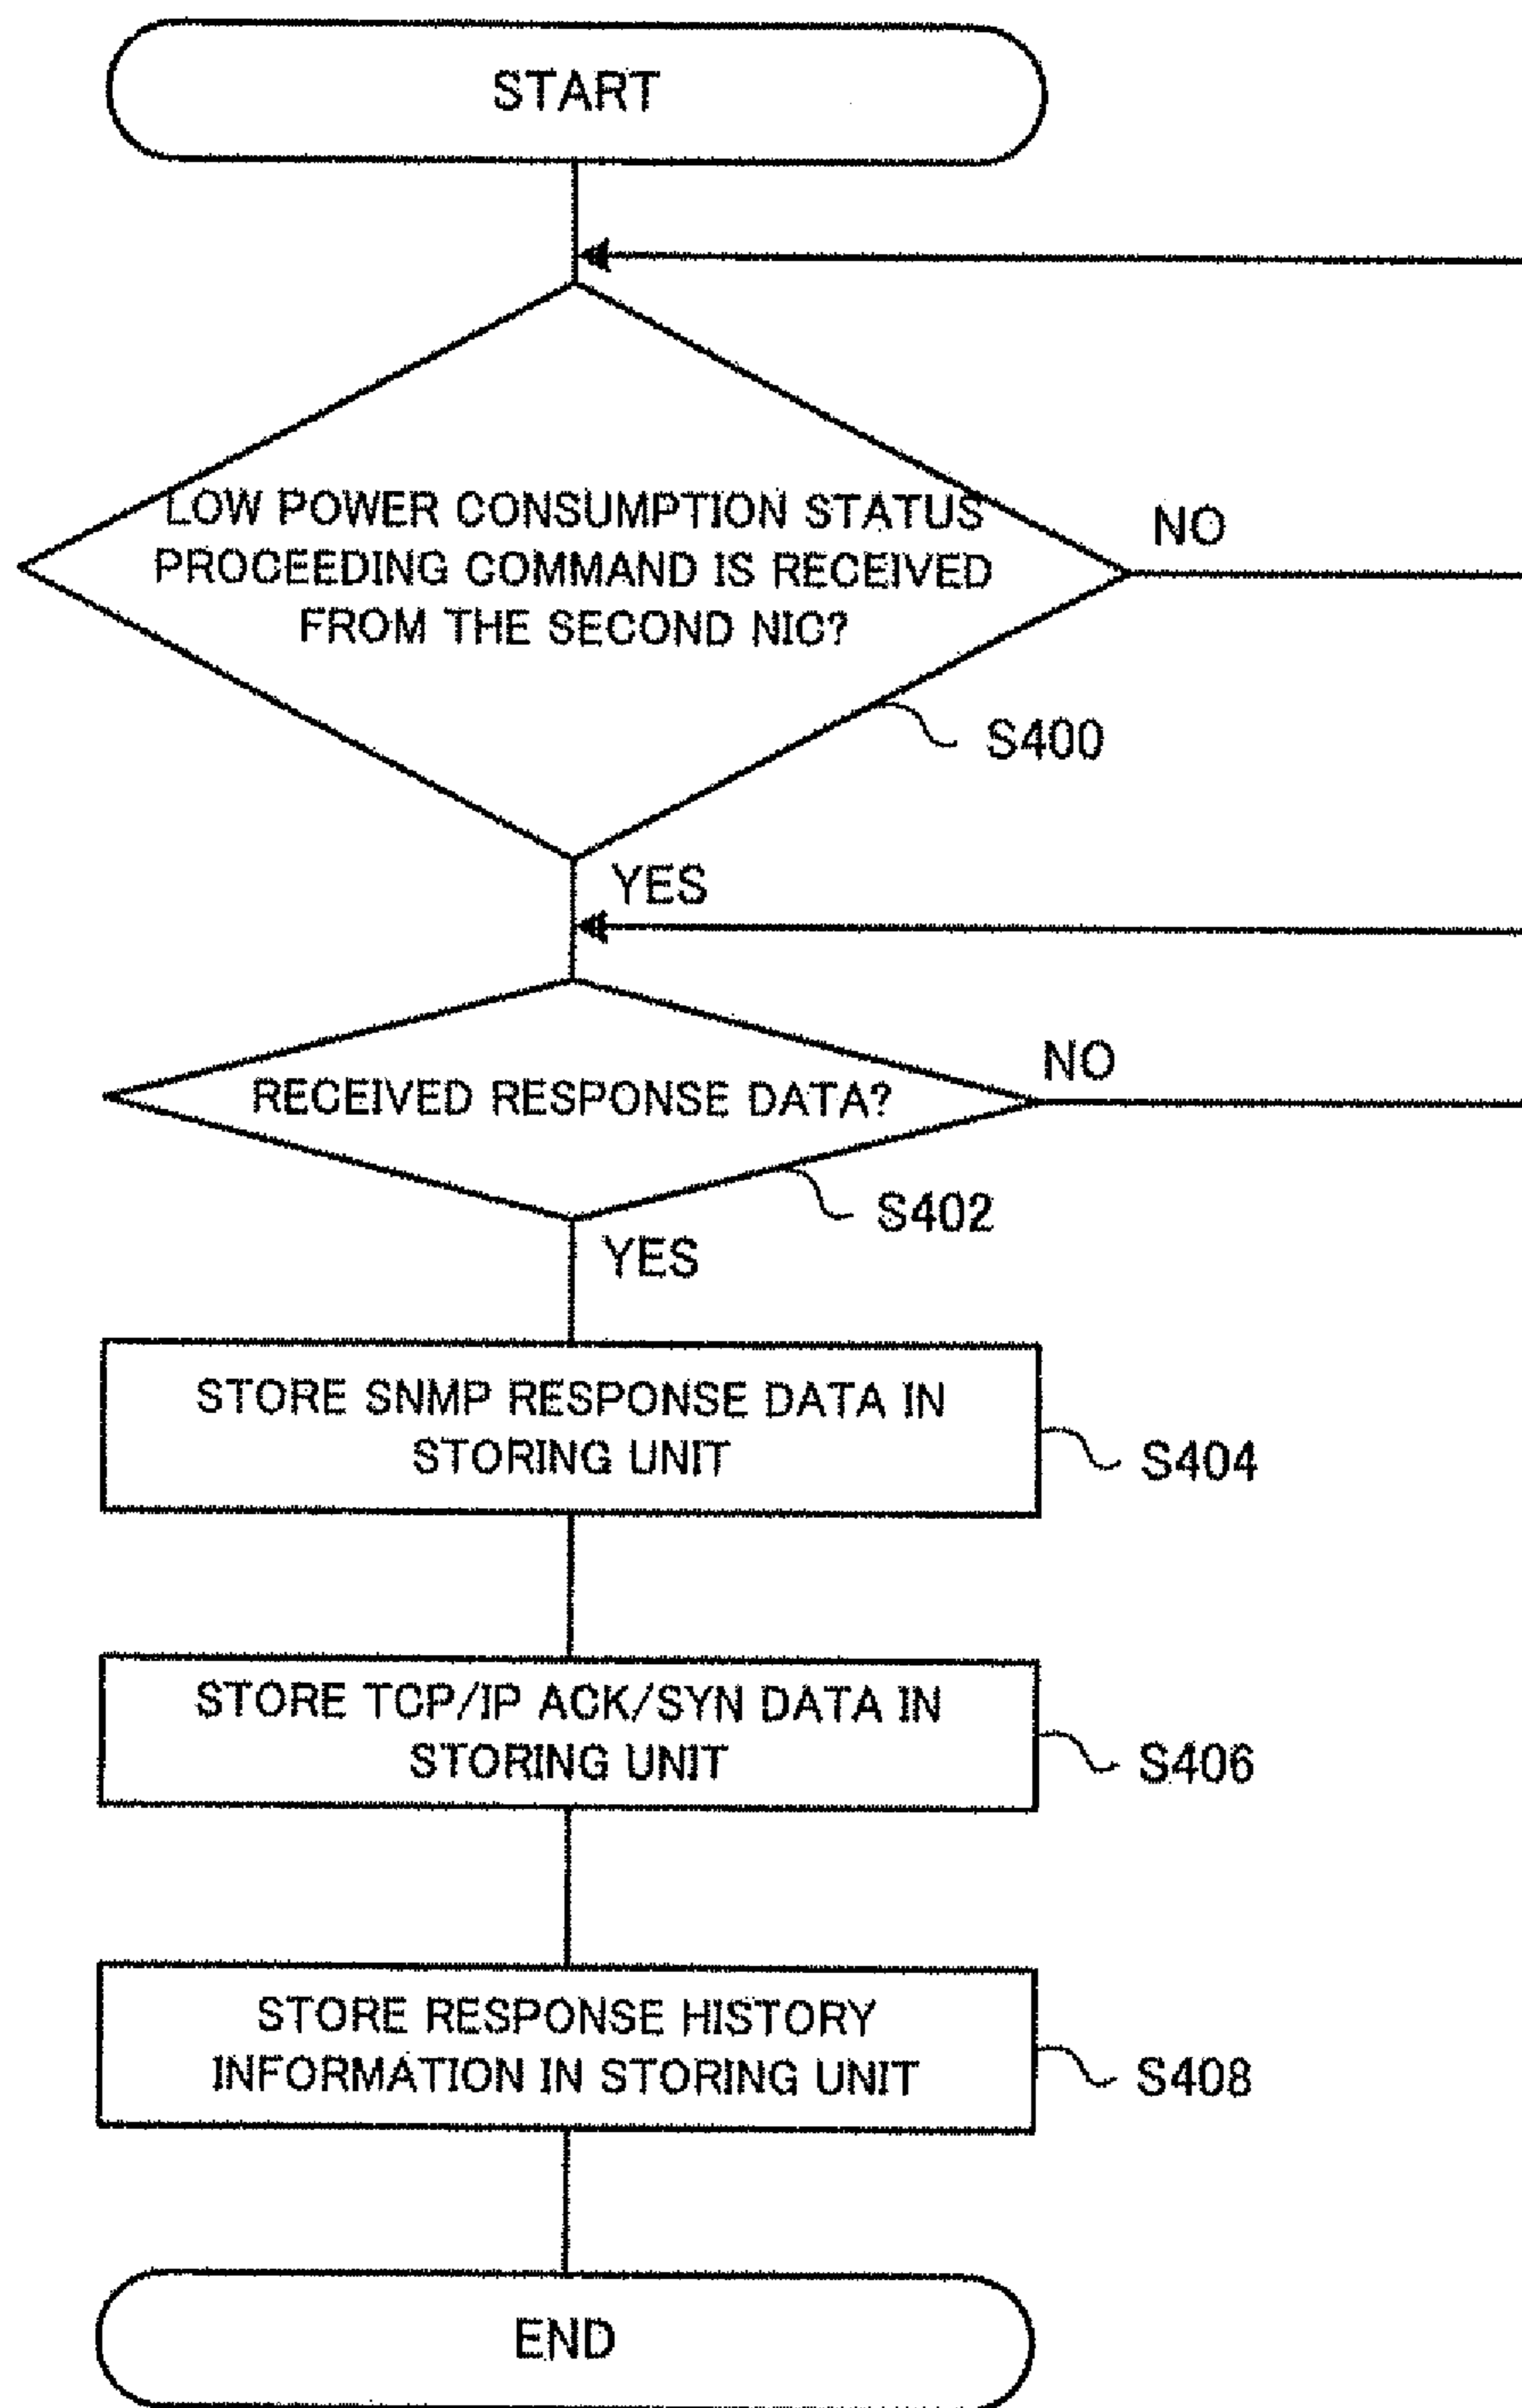 START
LOW POWER CONSUMPTION STATUS
PROCEEDING COMMAND IS RECEIVED
FROM THE SECOND NIC?
NO
S400
YES
RECEIVED RESPONSE DATA?
NO
S402
YES
STORE SNMP RESPONSE DATA IN
STORING UNIT
S404
STORE TCP/IP ACK/SYN DATA IN
STORING UNIT
S406
STORE RESPONSE HISTORY
INFORMATION IN STORING UNIT
S408
END